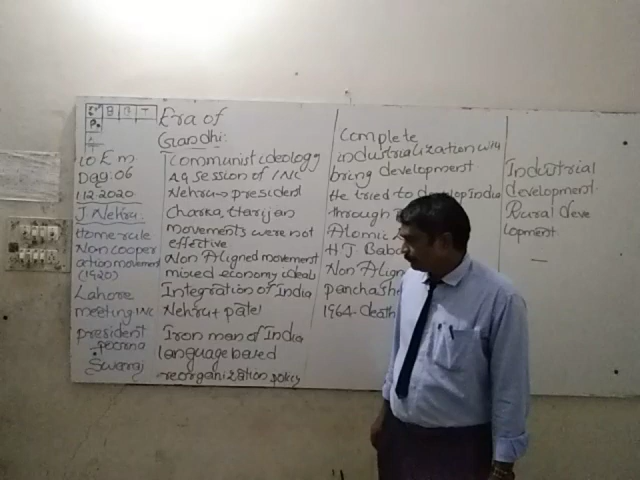 B B T
Era of
Gandhi:
10 E.m
D99:06
1.12.2020
J. Nehru.
Home rule
Non cooper
ation movement
(1920)
Lahore
meeting INC
president
poorna
Swaraj
Communist ideology
49 session of INC
Nehru → president
Charka, Harijan
movements were not
effective
Non Aligned movement
mixed economy ideals
Integration of India
Nehru + patel
Iron man of India
language based
reorganization policy
Complete
industrialization will
bring development
He tried to develop India
through
Atomic
H J Baba
Non Align
panchash
1964 - death
Industrial
development.
Rural deve
lopment.